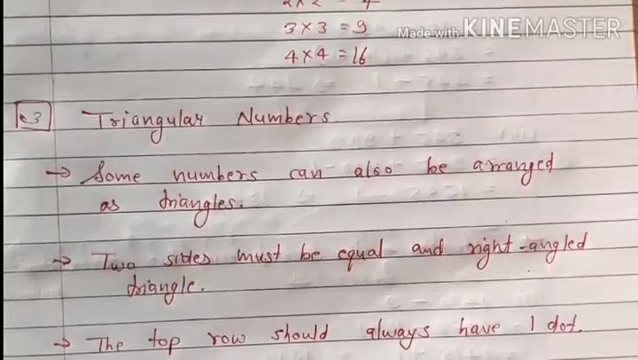 3 × 3 = 9
Made with KINEMASTER
4 × 4 = 16
Triangular Numbers.
→ Some numbers can also be arranged
as triangles.
→ Two sides must be equal and right-angled
triangle.
→ The top row should always have 1 dot.